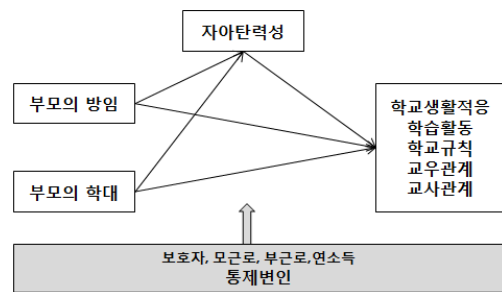 자아탄력성
부모의 방임
부모의 학대
학교생활적응
학습활동
학교규칙
교우관계
교사관계
보호자, 모근로, 부근로,연소득
통제변인